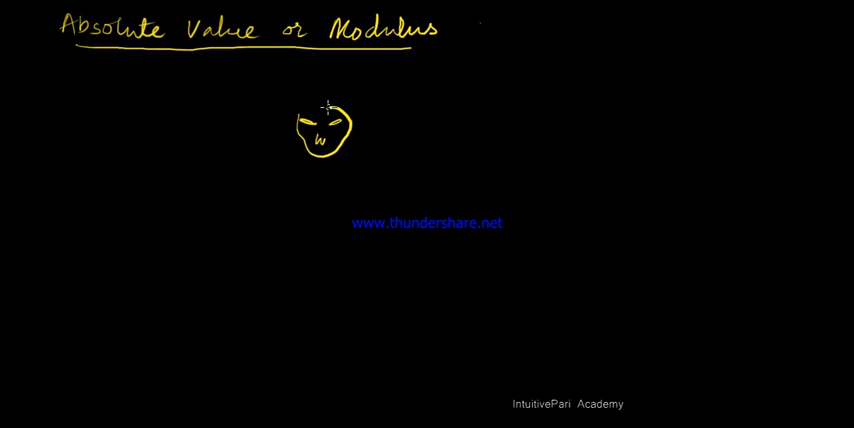 Absolute Value or Modulus
www.thundershare.net
IntuitivePari Academy